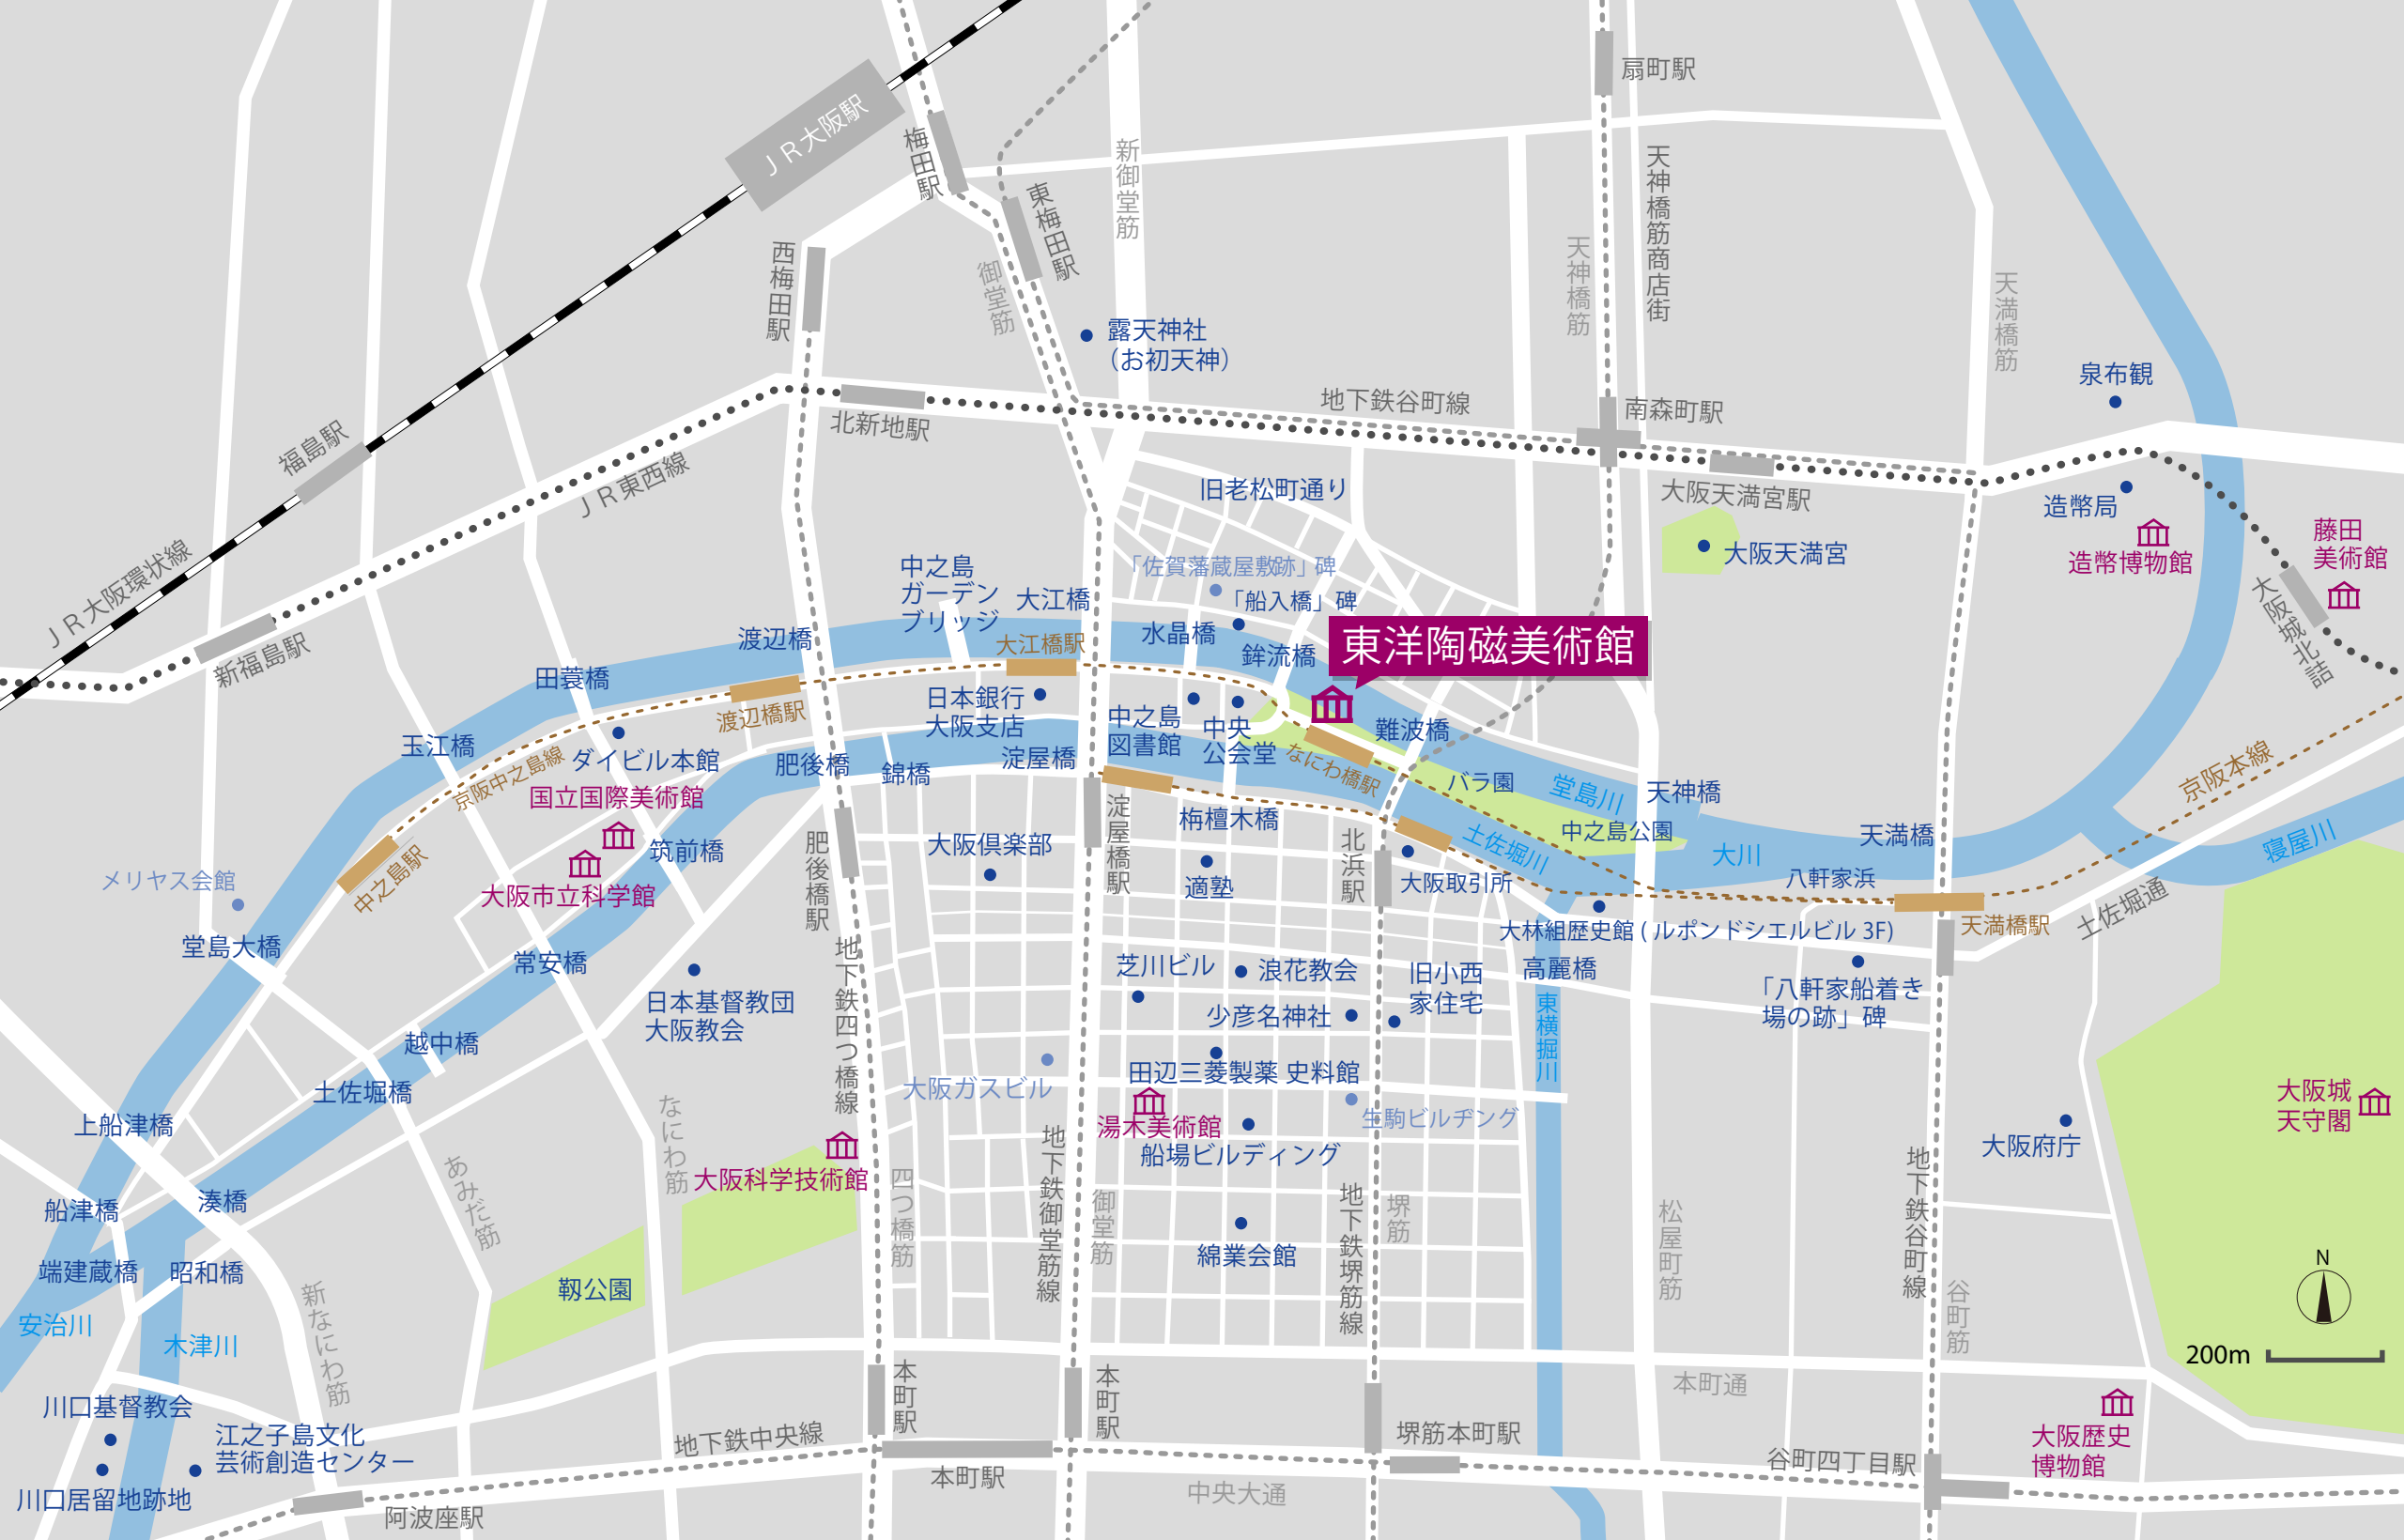 扇町駅
ＪＲ大阪駅
梅田駅
東梅田駅
新御堂筋
天神橋筋商店街
西梅田駅
御堂筋
天神橋筋
天満橋筋
露天神社
（お初天神）
泉布観
地下鉄谷町線
南森町駅
北新地駅
福島駅
ＪＲ東西線
旧老松町通り
大阪天満宮駅
造幣局
藤田
美術館
造幣博物館
大阪天満宮
ＪＲ大阪環状線
中之島
ガーデン
ブリッジ
大江橋
「佐賀藩蔵屋敷跡」碑
「船入橋」碑
大阪城北詰
新福島駅
渡辺橋
大江橋駅
水晶橋
鉾流橋
東洋陶磁美術館
田蓑橋
渡辺橋駅
日本銀行
大阪支店
中之島
図書館
中央
公会堂
難波橋
玉江橋
ダイビル本館
肥後橋
錦橋
淀屋橋
なにわ橋駅
バラ園
堂島川
天神橋
京阪本線
京阪中之島線
国立国際美術館
栴檀木橋
中之島公園
天満橋
寝屋川
筑前橋
肥後橋駅
大阪倶楽部
淀屋橋駅
北浜駅
土佐堀川
大川
中之島駅
メリヤス会館
大阪市立科学館
適塾
大阪取引所
八軒家浜
土佐堀通
大林組歴史館 ( ルポンドシエルビル 3F)
天満橋駅
堂島大橋
常安橋
地下鉄四つ橋線
芝川ビル
浪花教会
旧小西
家住宅
高麗橋
日本基督教団
大阪教会
少彦名神社
東横掘川
「八軒家船着き
場の跡」碑
越中橋
田辺三菱製薬 史料館
大阪ガスビル
土佐堀橋
上船津橋
なにわ筋
湯木美術館
生駒ビルヂング
船場ビルディング
大阪城
天守閣
大阪府庁
あみだ筋
大阪科学技術館
四つ橋筋
地下鉄御堂筋線
御堂筋
地下鉄堺筋線
堺筋
松屋町筋
地下鉄谷町線
谷町筋
船津橋
湊橋
綿業会館
端建蔵橋
昭和橋
靱公園
N
安治川
木津川
新なにわ筋
200m
本町駅
本町駅
本町通
川口基督教会
江之子島文化
芸術創造センター
地下鉄中央線
堺筋本町駅
谷町四丁目駅
大阪歴史
博物館
本町駅
中央大通
川口居留地跡地
阿波座駅